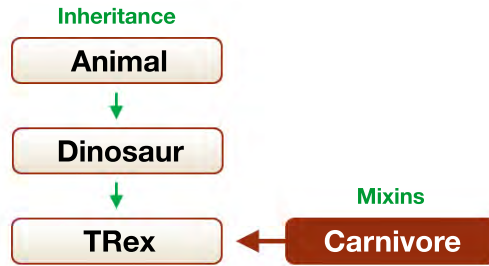 Inheritance
Animal
Dinosaur
Mixins
TRex
Carnivore